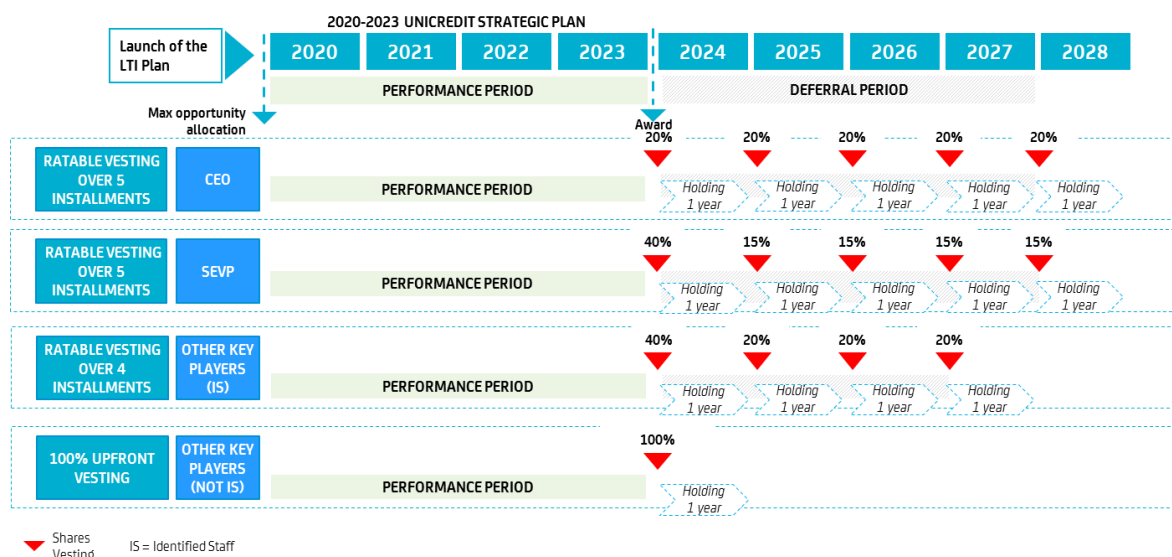 2020-2023 UNICREDIT STRATEGIC PLAN
Launch of the
LTI Plan
2020 2021 2022 2023 2024 2025 2026 2027 2028
PERFORMANCE PERIOD DEFERRAL PERIOD
Max opportunity
allocation
Award
20% 20% 20% 20% 20%
RATABLE VESTING
OVER 5
INSTALLMENTS
CEO
PERFORMANCE PERIOD
Holding
1 year
Holding
1 year
Holding
1 year
Holding
1 year
Holding
1 year
40% 15% 15% 15% 15%
RATABLE VESTING
OVER 5
INSTALLMENTS
SEVP
PERFORMANCE PERIOD
Holding
1 year
Holding
1 year
Holding
1 year
Holding
1 year
Holding
1 year
40% 20% 20% 20%
RATABLE VESTING
OVER 4
INSTALLMENTS
OTHER KEY
PLAYERS
(IS)
PERFORMANCE PERIOD
Holding
1 year
Holding
1 year
Holding
1 year
Holding
1 year
100%
100% UPFRONT
VESTING
OTHER KEY
PLAYERS
(NOT IS)
PERFORMANCE PERIOD
Holding
1 year
Shares
Vesting
IS = Identified Staff